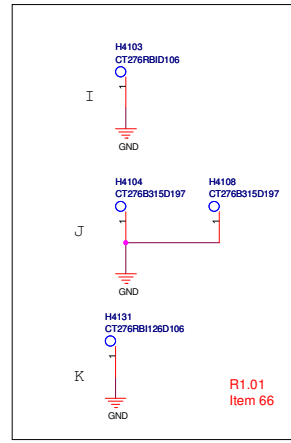 H4103
CT276RBID106
I
1
GND
H4104
CT276B315D197
H4108
CT276B315D197
1
1
J
GND
H4131
CT276RBI126D106
1
K
GND
R1.01
Item 66